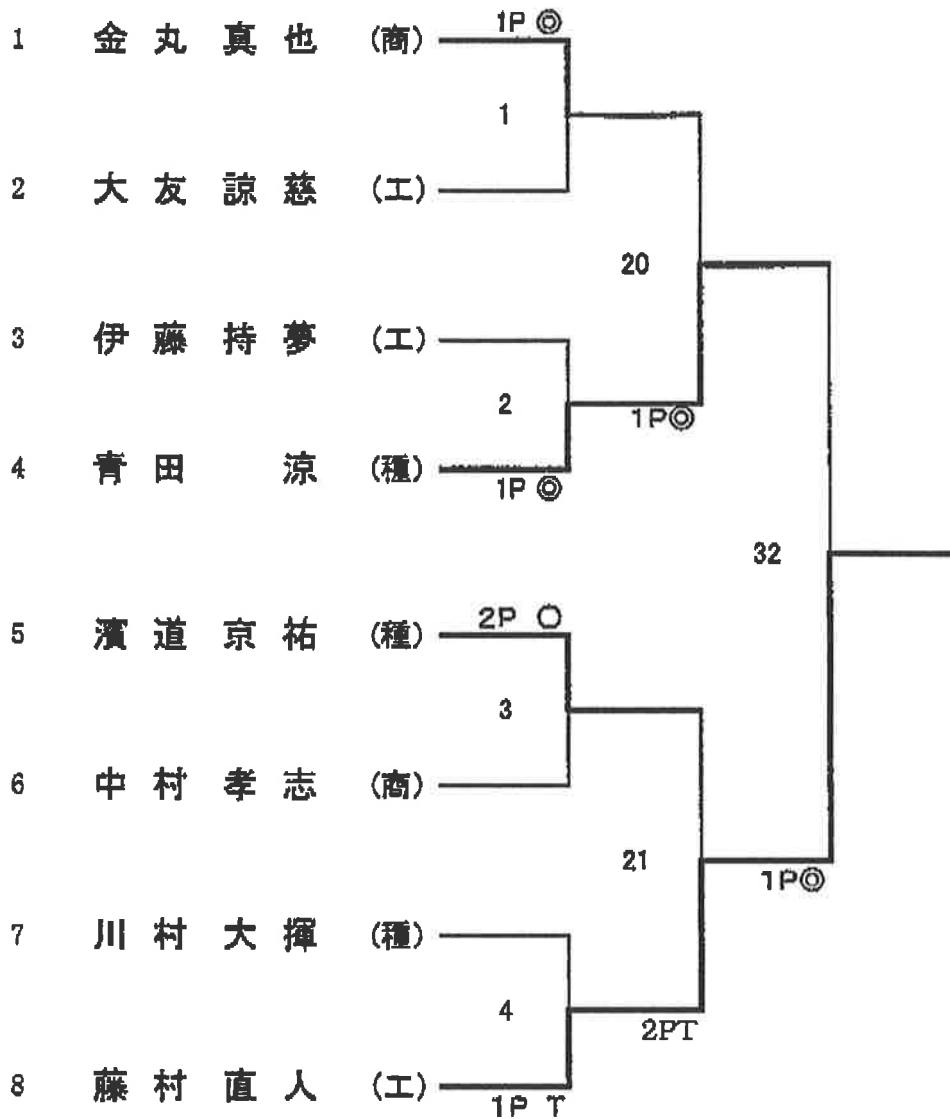 1P ◎
1 金丸真也 (商)
1
2 大友諒慈 (工)
20
3 伊藤持夢 (工)
2
1P◎
4 青田 涼 (種)
1P ◎
32
2P ○
5 濱道京祐 (種)
3
6 中村孝志 (商)
21
1P◎
7 川村大揮 (種)
4
2PT
8 藤村直人 (工)
1P T